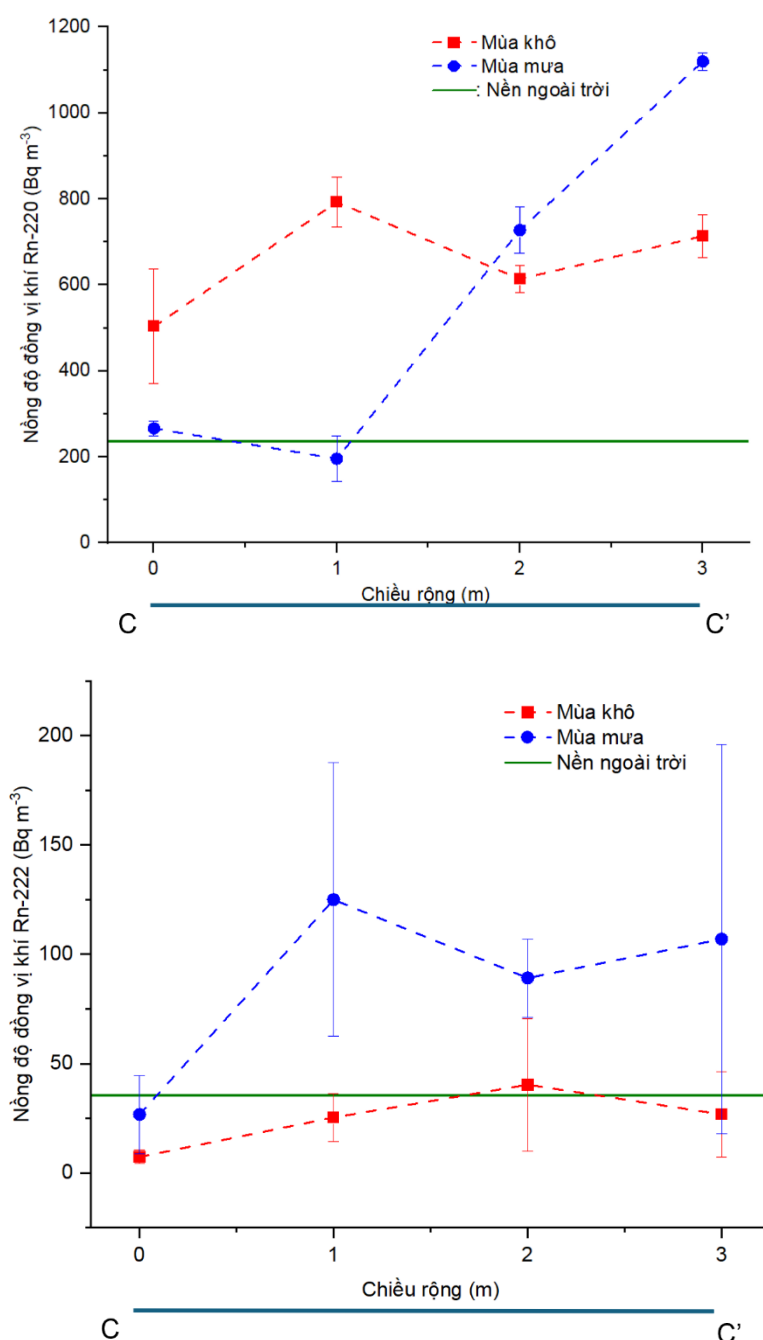 1200
1000
800
600
400
200
0
Nồng độ đồng vị khí Rn-220 (Bq m⁻³)
Mùa khô
Mùa mưa
: Nền ngoài trời
0 1 2 3
Chiều rộng (m)
C C’
200
150
100
50
0
Nồng độ đồng vị khí Rn-222 (Bq m⁻³)
Mùa khô
Mùa mưa
Nền ngoài trời
0 1 2 3
Chiều rộng (m)
C C’